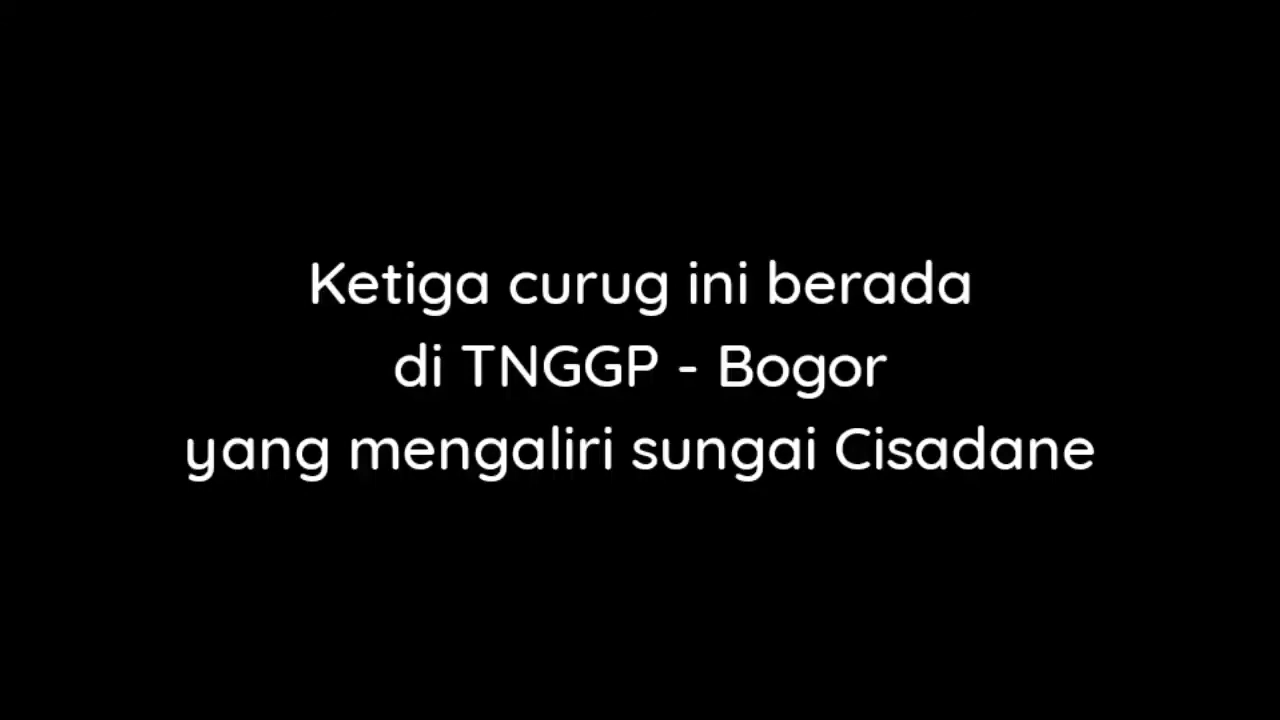 Ketiga curug ini berada
di TNGGP - Bogor
yang mengaliri sungai Cisadane